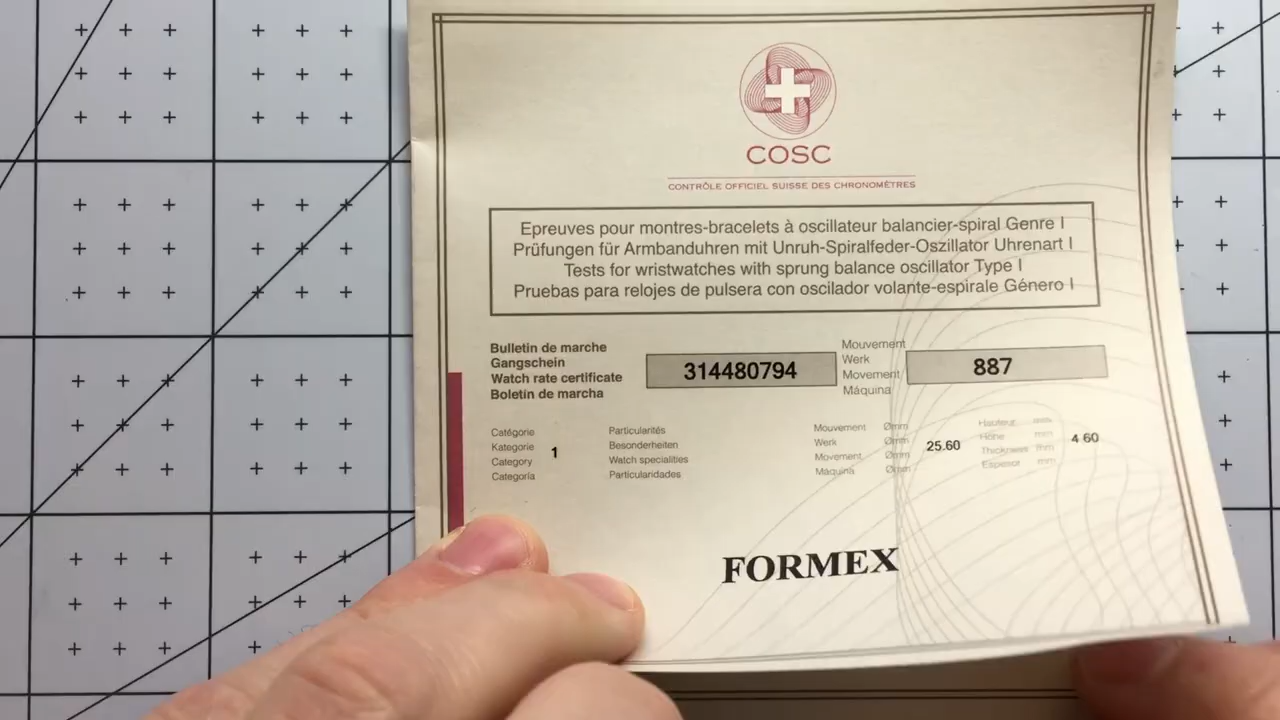 COSC
CONTRÔLE OFFICIEL SUISSE DES CHRONOMÈTRES
Epreuves pour montres-bracelets à oscillateur balancier-spiral Genre I
Prüfungen für Armbanduhren mit Unruh-Spiralfeder-Oszillator Uhrenart I
Tests for wristwatches with sprung balance oscillator Type I
Pruebas para relojes de pulsera con oscilador volante-espirale Género I
Bulletin de marche
Gangschein
Watch rate certificate
Boletín de marcha
314480794
Mouvement
Werk
Movement
Máquina
887
Catégorie
Kategorie
Category
Categoría
1
Particularités
Besonderheiten
Watch specialities
Particularidades
Mouvement Ømm
Werk Ømm
Movement Ømm
Máquina Ømm
25.60
Hauteur mm
Höhe mm
Thickness mm
Espesor mm
4 60
FORMEX